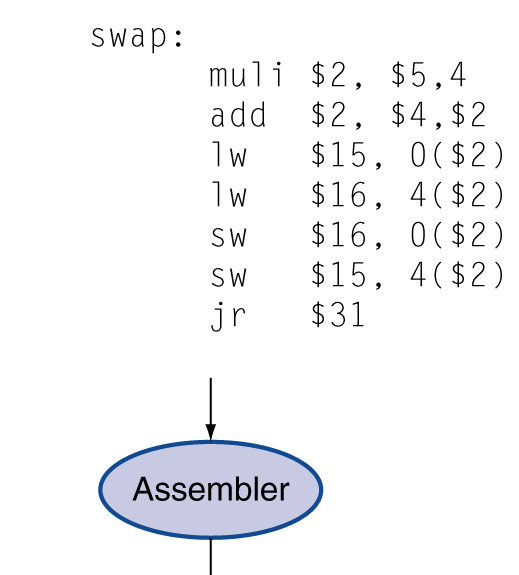 swap:
muli $2, $5,4
add $2, $4,$2
lw $15, 0($2)
lw $16, 4($2)
sw $16, 0($2)
sw $15, 4($2)
jr $31
Assembler